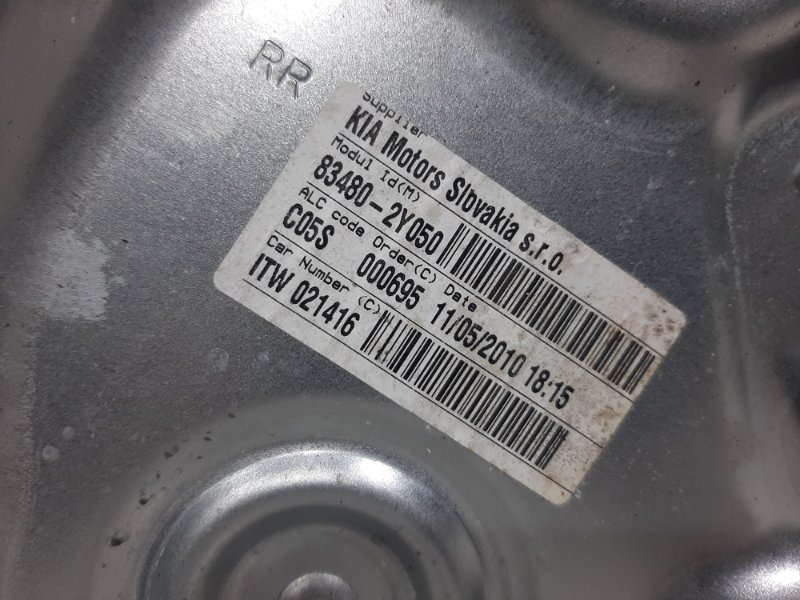 RR
Supplier
KIA Motors Slovakia s.r.o.
Modul Id(M)
83480-2Y050
ALC code Order(C) Date
C05S 000695 11/05/2010 18:15
Car Number (C)
ITW 021416